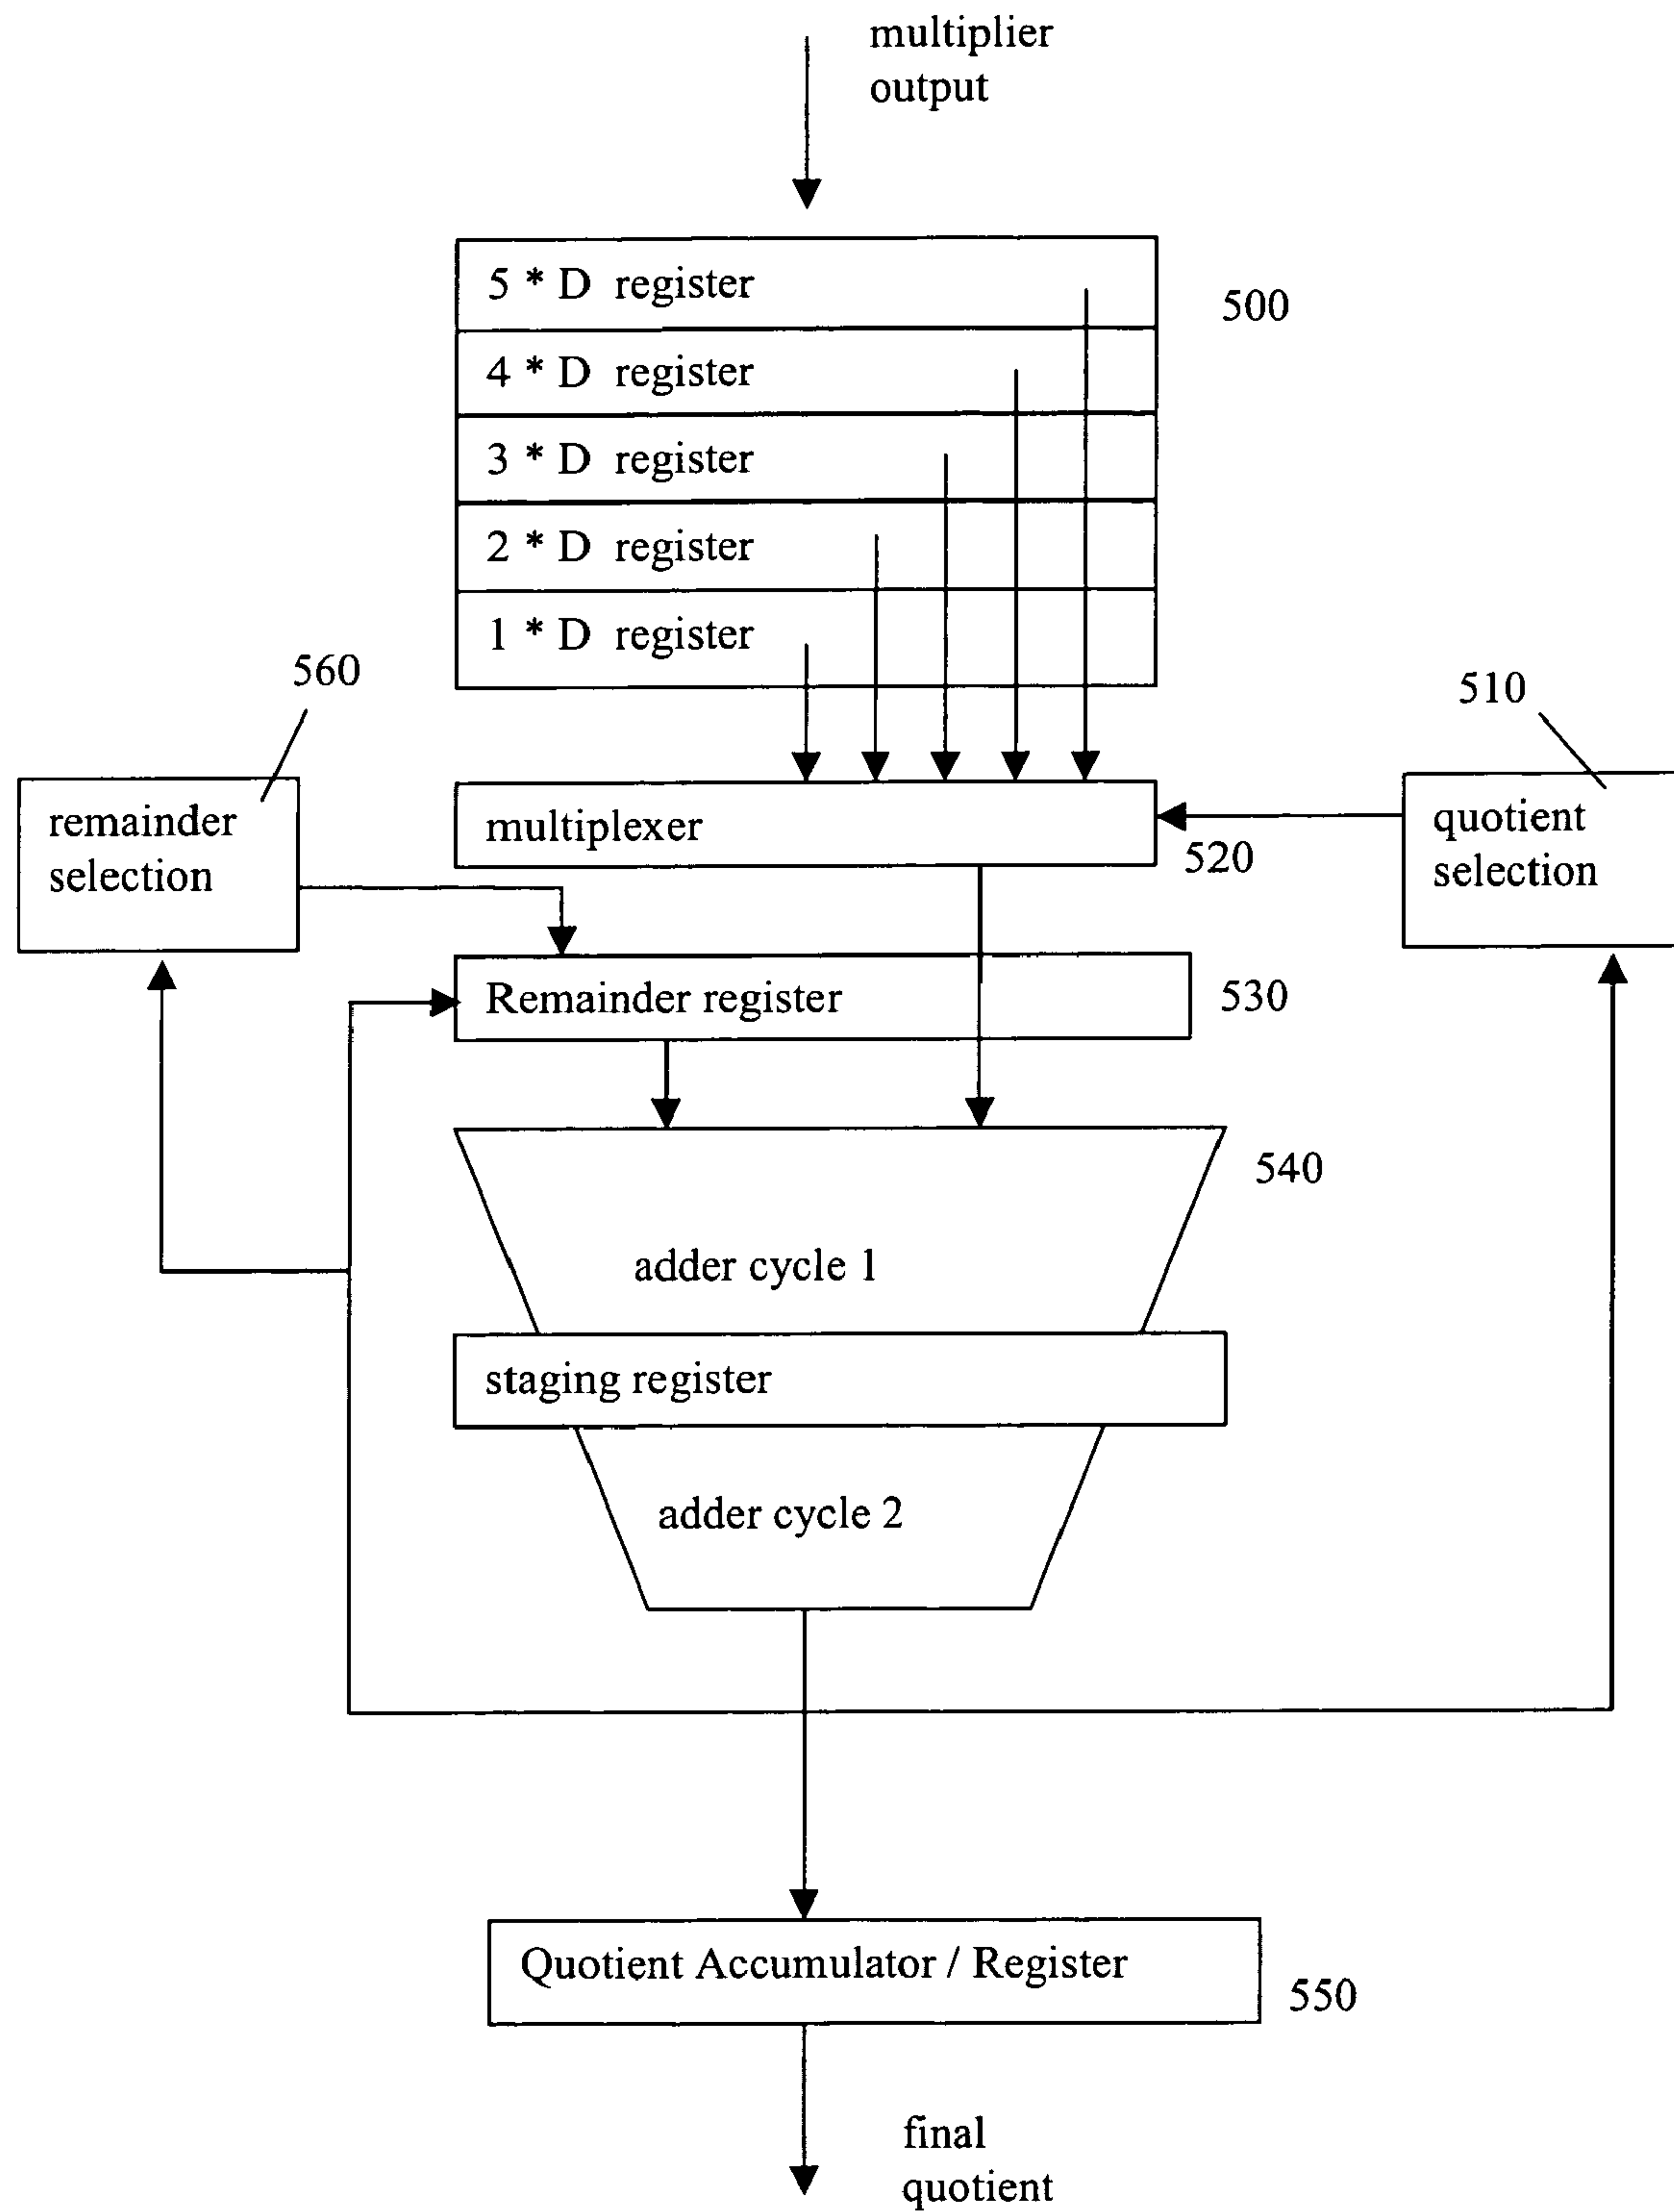 multiplier
output
5 * D register
500
4 * D register
3 * D register
2 * D register
1 * D register
560
510
remainder
selection
multiplexer
520
quotient
selection
Remainder register
530
540
adder cycle 1
staging register
adder cycle 2
Quotient Accumulator / Register
550
final
quotient